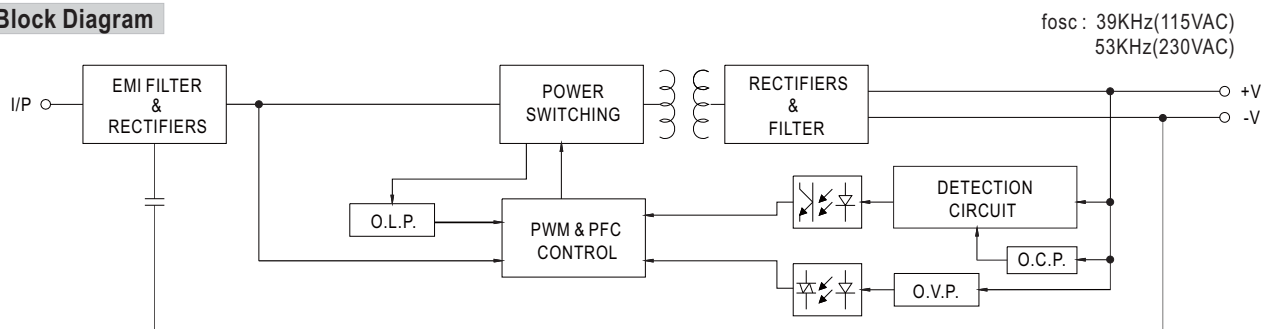 Block Diagram
fosc : 39KHz(115VAC)
53KHz(230VAC)
I/P
EMI FILTER
&
RECTIFIERS
POWER
SWITCHING
RECTIFIERS
&
FILTER
+V
-V
O.L.P.
PWM & PFC
CONTROL
DETECTION
CIRCUIT
O.C.P.
O.V.P.